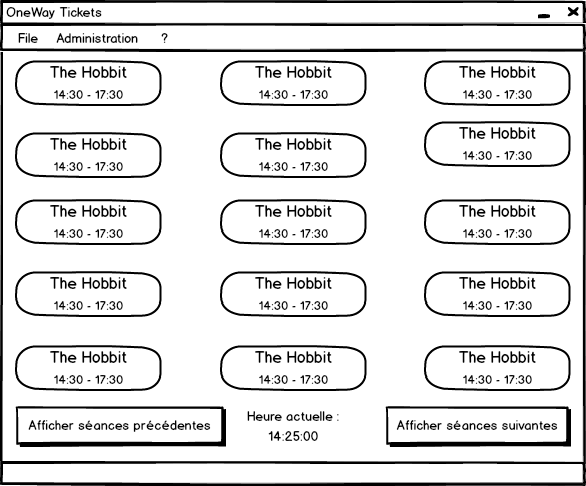 OneWay Tickets
File Administration ?
The Hobbit The Hobbit The Hobbit
14:30 - 17:30 14:30 - 17:30 14:30 - 17:30
The Hobbit The Hobbit The Hobbit
14:30 - 17:30 14:30 - 17:30 14:30 - 17:30
The Hobbit The Hobbit The Hobbit
14:30 - 17:30 14:30 - 17:30 14:30 - 17:30
The Hobbit The Hobbit The Hobbit
14:30 - 17:30 14:30 - 17:30 14:30 - 17:30
The Hobbit The Hobbit The Hobbit
14:30 - 17:30 14:30 - 17:30 14:30 - 17:30
Afficher séances précédentes Heure actuelle : Afficher séances suivantes
14:25:00